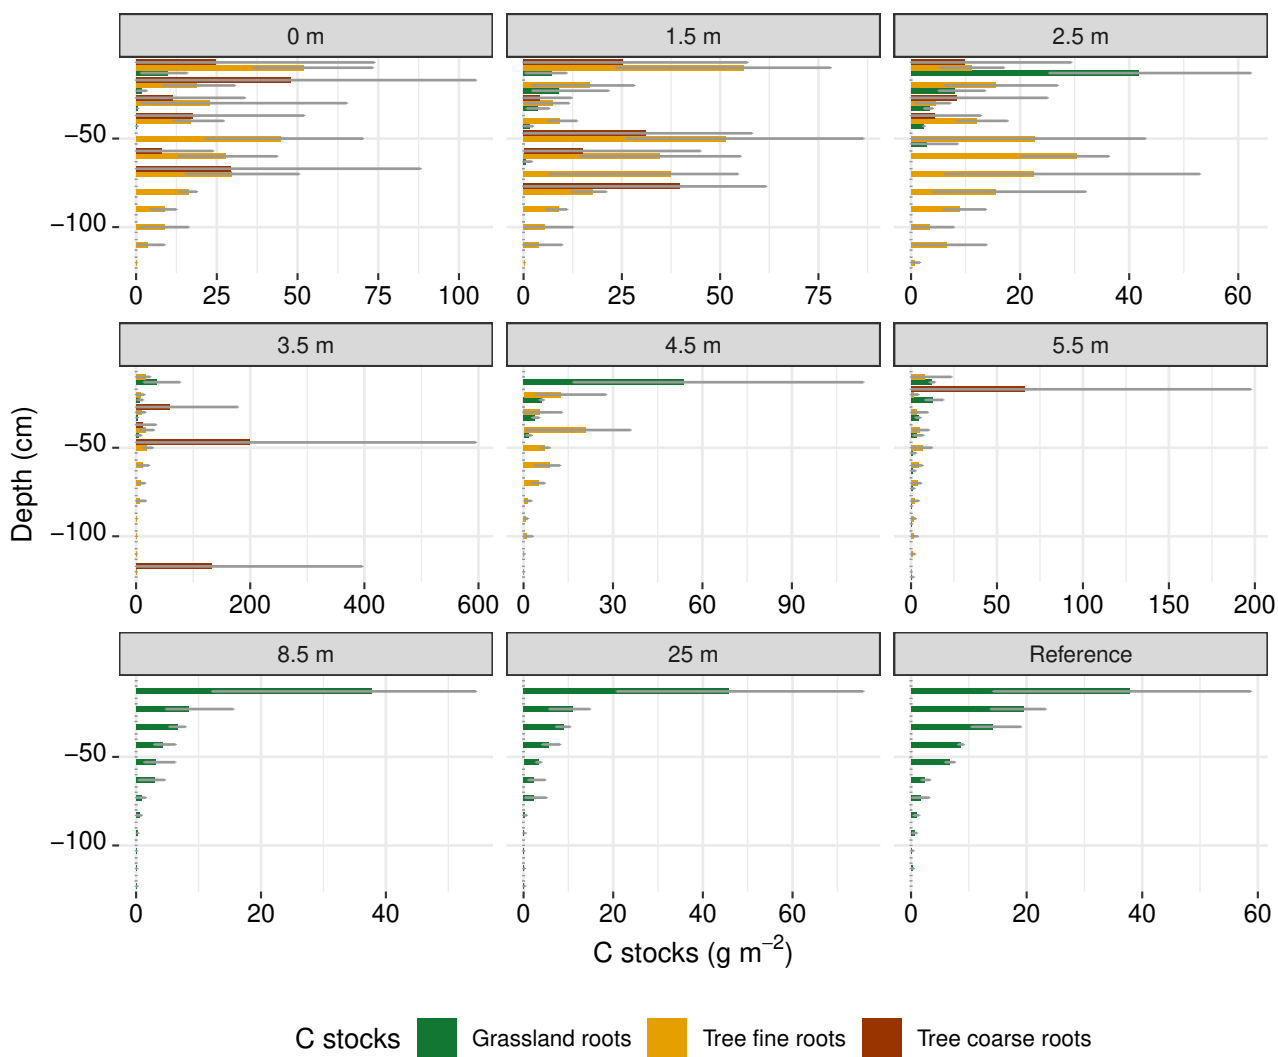 0 m 1.5 m 2.5 m
−50
−100
0 25 50 75 100 0 25 50 75 0 20 40 60
3.5 m 4.5 m 5.5 m
−50
−100
0 200 400 600 0 30 60 90 0 50 100 150 200
8.5 m 25 m Reference
−50
−100
0 20 40 0 20 40 60 0 20 40 60
Depth (cm)
C stocks (g m⁻²)
C stocks Grassland roots Tree fine roots Tree coarse roots